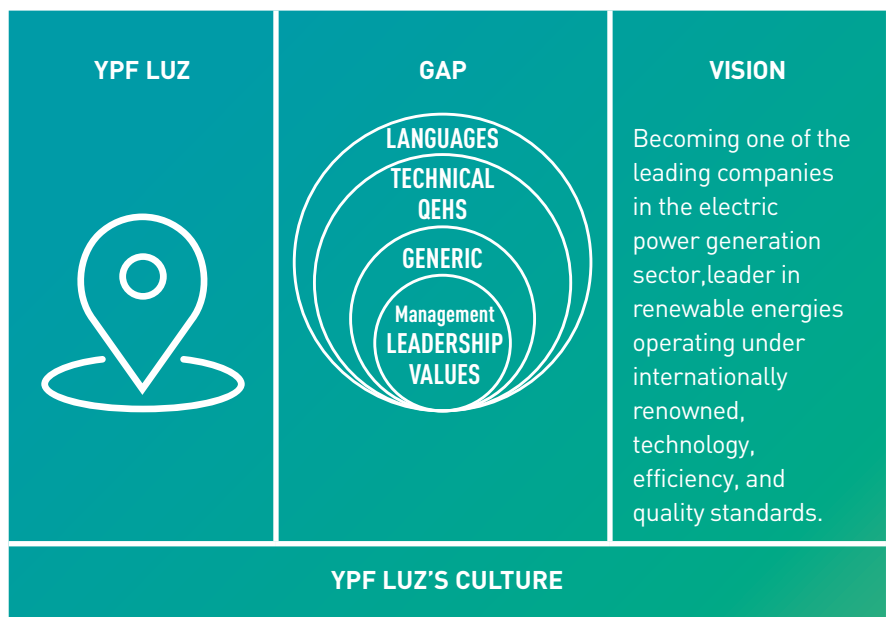 YPF LUZ
GAP
LANGUAGES
TECHNICAL
QEHS
GENERIC
Management
LEADERSHIP
VALUES
VISION
Becoming one of the
leading companies
in the electric
power generation
sector,leader in
renewable energies
operating under
internationally
renowned,
technology,
efficiency, and
quality standards.
YPF LUZ'S CULTURE